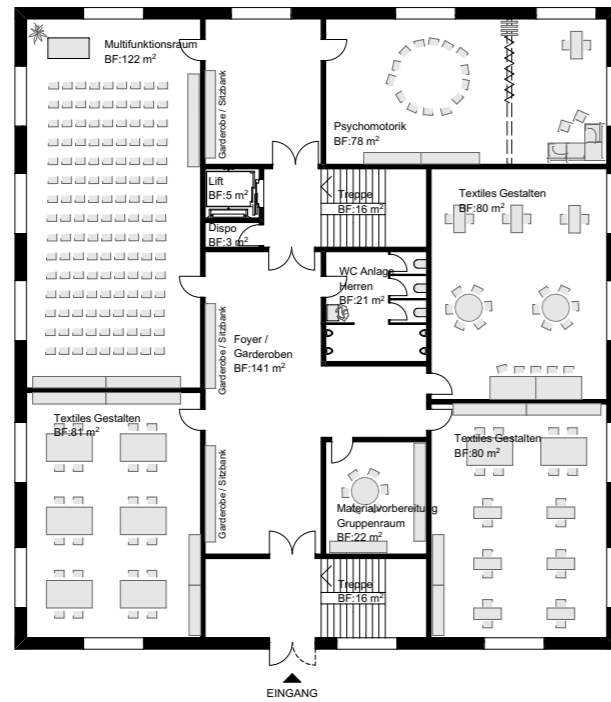 Multifunktionsraum
BF:122 m²
Garderobe / Sitzbank
Psychomotorik
BF:78 m²
Lift
BF:5 m²
Treppe
BF:16 m²
Textiles Gestalten
BF:80 m²
Dispo
BF:3 m²
WC Anlage
Herren
BF:21 m²
Garderobe / Sitzbank
Foyer /
Garderoben
BF:141 m²
Textiles Gestalten
BF:81 m²
Textiles Gestalten
BF:80 m²
Garderobe / Sitzbank
Materialvorbereitung
Gruppenraum
BF:22 m²
Treppe
BF:16 m²
EINGANG